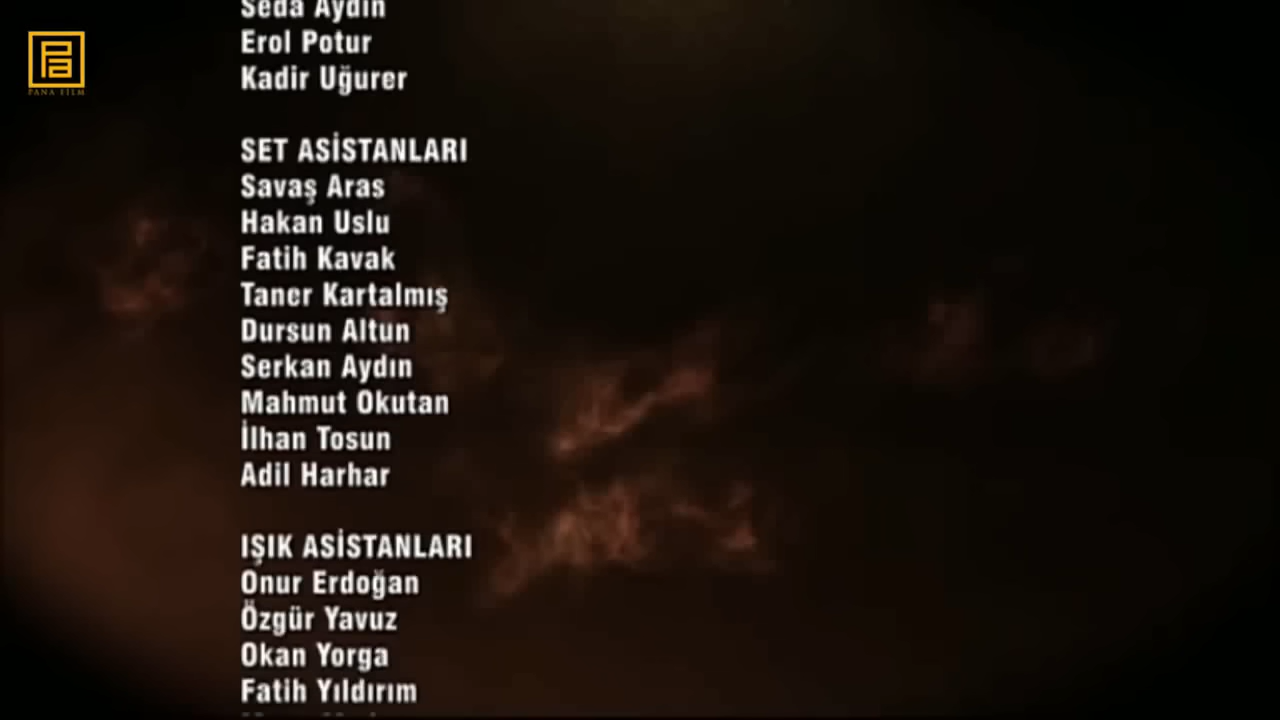 PANA FILM
Seda Aydın
Erol Potur
Kadir Uğurer
SET ASİSTANLARI
Savaş Aras
Hakan Uslu
Fatih Kavak
Taner Kartalmış
Dursun Altun
Serkan Aydın
Mahmut Okutan
İlhan Tosun
Adil Harhar
IŞIK ASİSTANLARI
Onur Erdoğan
Özgür Yavuz
Okan Yorga
Fatih Yıldırım